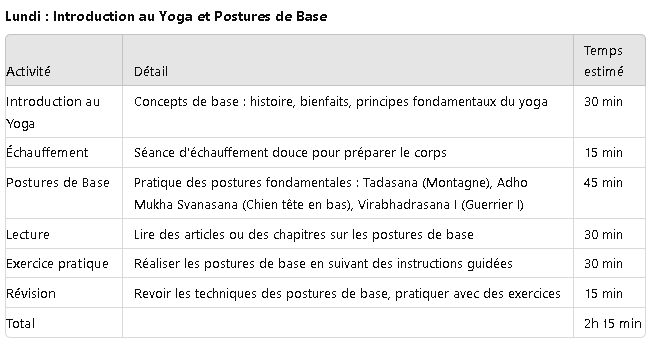 Lundi : Introduction au Yoga et Postures de Base
Activité Détail Temps estimé
Introduction au Yoga Concepts de base : histoire, bienfaits, principes fondamentaux du yoga 30 min
Échauffement Séance d'échauffement douce pour préparer le corps 15 min
Postures de Base Pratique des postures fondamentales : Tadasana (Montagne), Adho 45 min
Mukha Svanasana (Chien tête en bas), Virabhadrasana I (Guerrier I)
Lecture Lire des articles ou des chapitres sur les postures de base 30 min
Exercice pratique Réaliser les postures de base en suivant des instructions guidées 30 min
Révision Revoir les techniques des postures de base, pratiquer avec des exercices 15 min
Total 2h 15 min